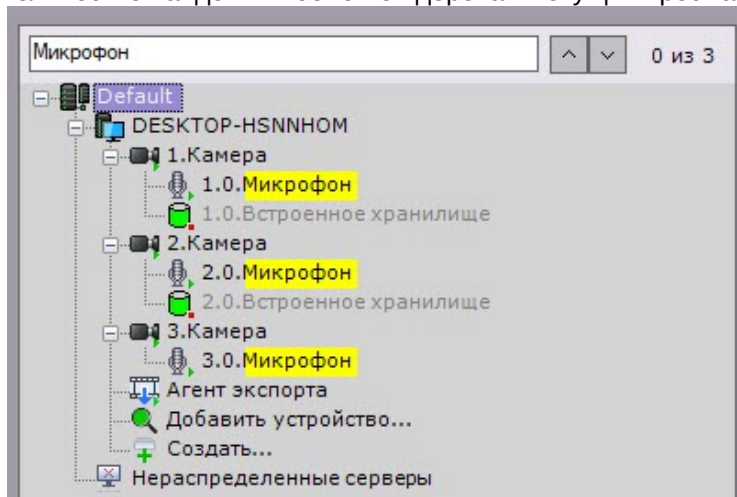 Микрофон 0 из 3
Default
DESKTOP-HSNNHOM
1.Камера
1.0.Микрофон
1.0.Встроенное хранилище
2.Камера
2.0.Микрофон
2.0.Встроенное хранилище
3.Камера
3.0.Микрофон
Агент экспорта
Добавить устройство...
Создать...
Нераспределенные серверы